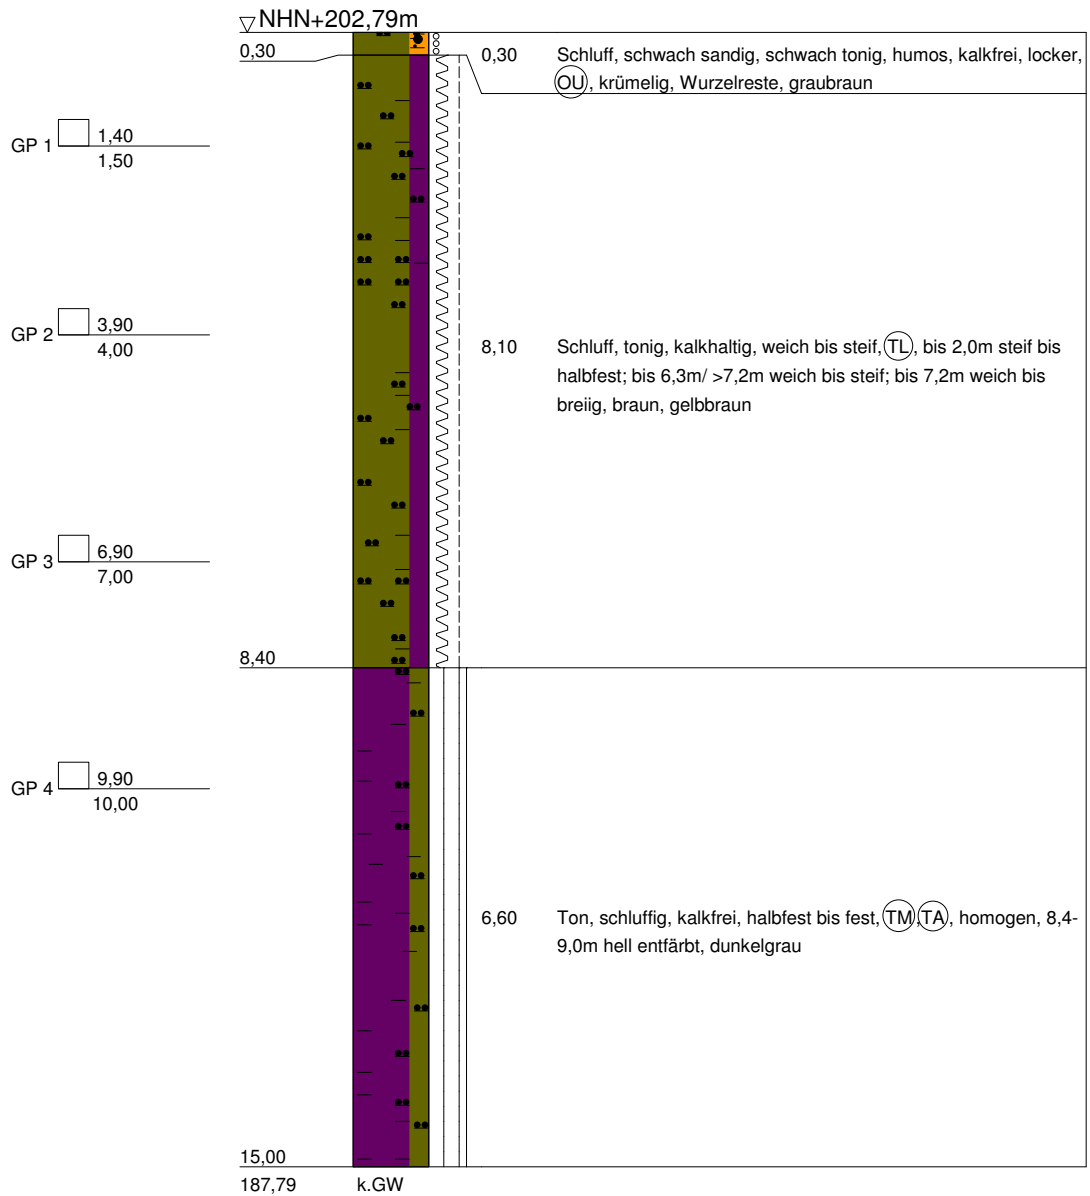 NHN+202,79m
0,30
0,30 Schluff, schwach sandig, schwach tonig, humos, kalkfrei, locker,
OU, krümelig, Wurzelreste, graubraun
GP 1 1,40
1,50
GP 2 3,90
4,00
8,10 Schluff, tonig, kalkhaltig, weich bis steif, TL, bis 2,0m steif bis
halbfest; bis 6,3m/ >7,2m weich bis steif; bis 7,2m weich bis
breiig, braun, gelbbraun
GP 3 6,90
7,00
8,40
GP 4 9,90
10,00
6,60 Ton, schluffig, kalkfrei, halbfest bis fest, TM, TA, homogen, 8,4-
9,0m hell entfärbt, dunkelgrau
15,00
187,79 k.GW